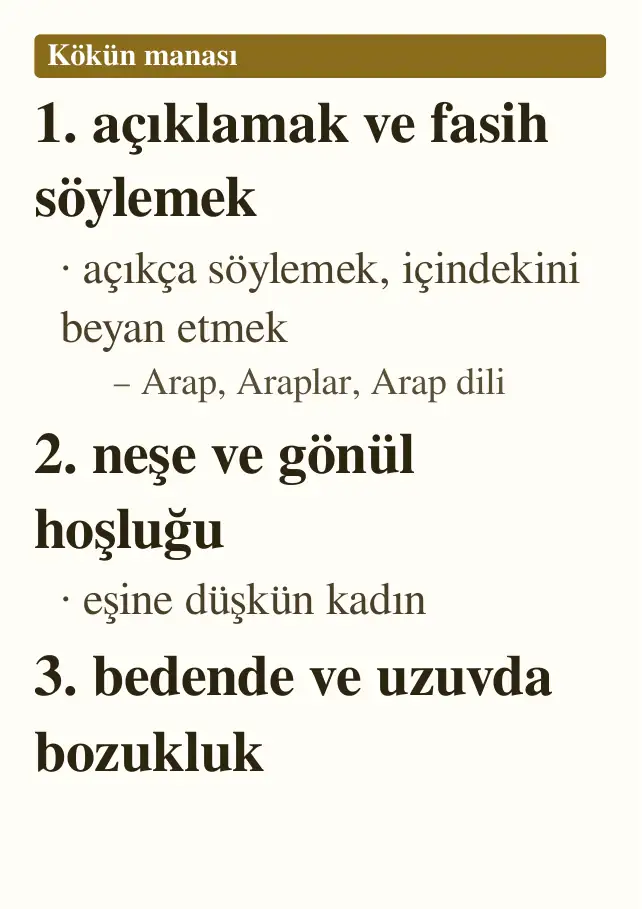 Kökün manası
1. açıklamak ve fasih
söylemek
· açıkça söylemek, içindekini
beyan etmek
– Arap, Araplar, Arap dili
2. neşe ve gönül
hoşluğu
· eşine düşkün kadın
3. bedende ve uzuvda
bozukluk